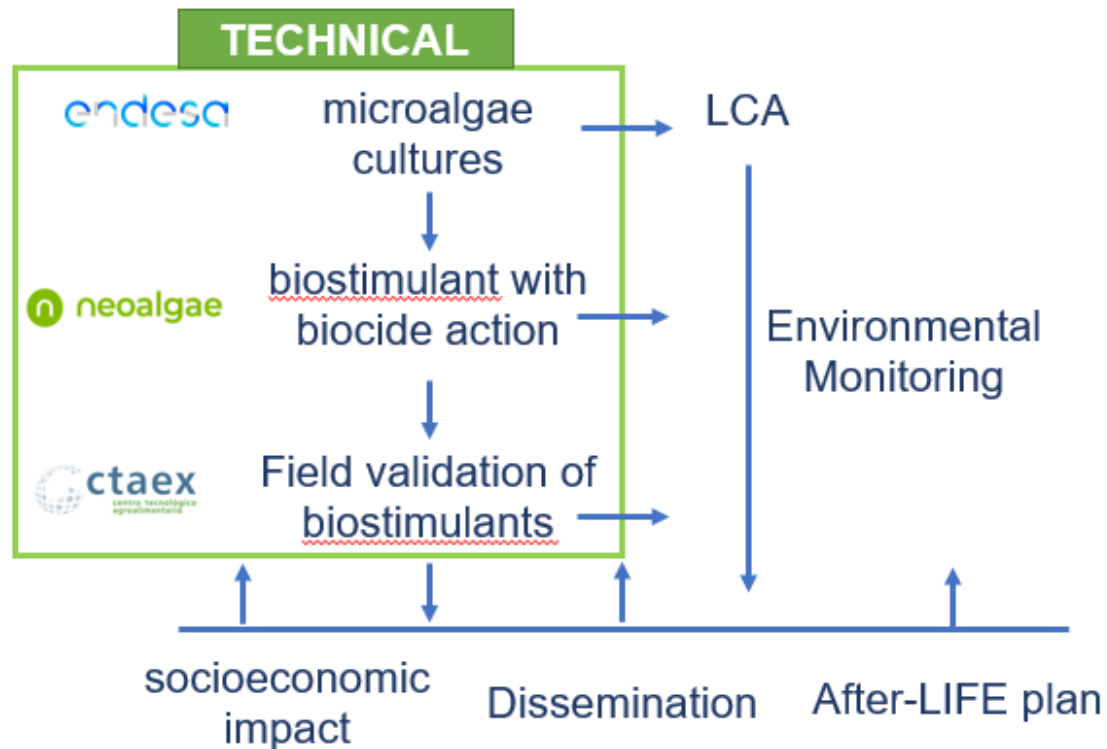 TECHNICAL
endesa
microalgae
cultures
LCA
neoalgae
biostimulant with
biocide action
Environmental
Monitoring
ctaex
centro tecnológico
agroalimentario
Field validation of
biostimulants
socioeconomic
impact
Dissemination
After-LIFE plan